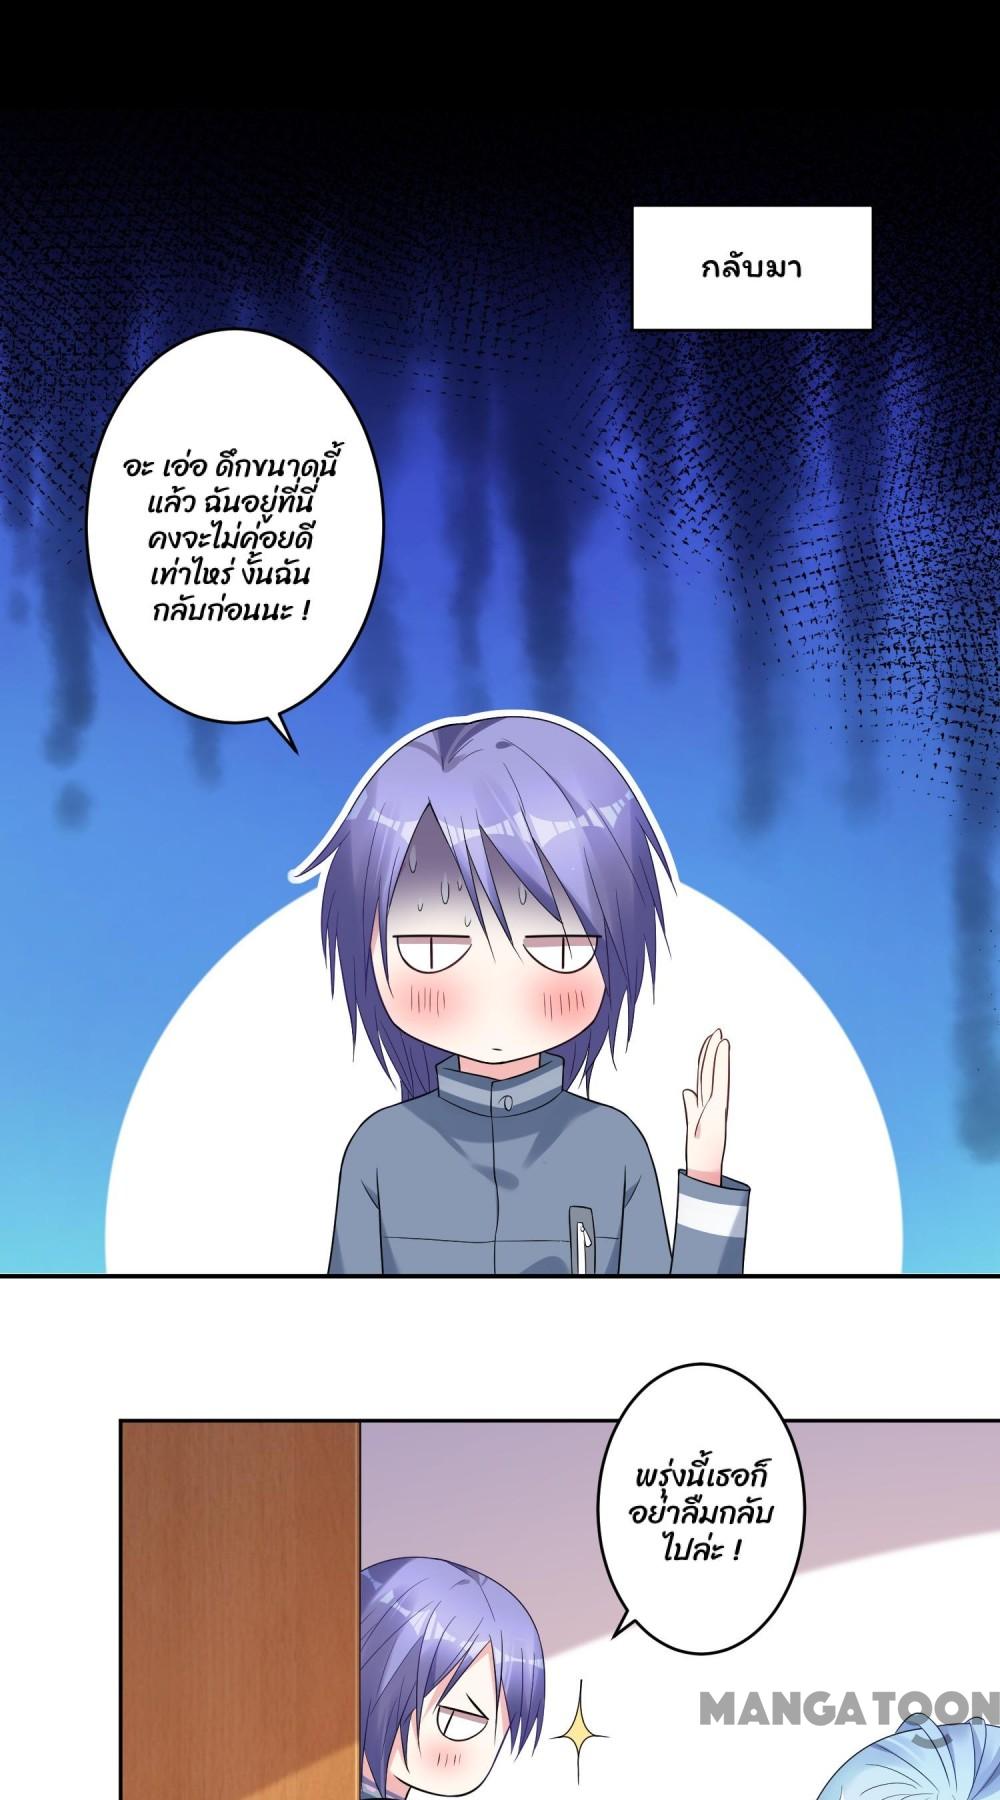 กลับมา
อะ เอ่อ ดึกขนาดนี้
แล้ว ฉันอยู่ที่นี่
คงจะไม่ค่อยดี
เท่าไหร่ งั้นฉัน
กลับก่อนนะ !
พรุ่งนี้เธอก็
อย่าลืมกลับ
ไปล่ะ !
MANGATOON